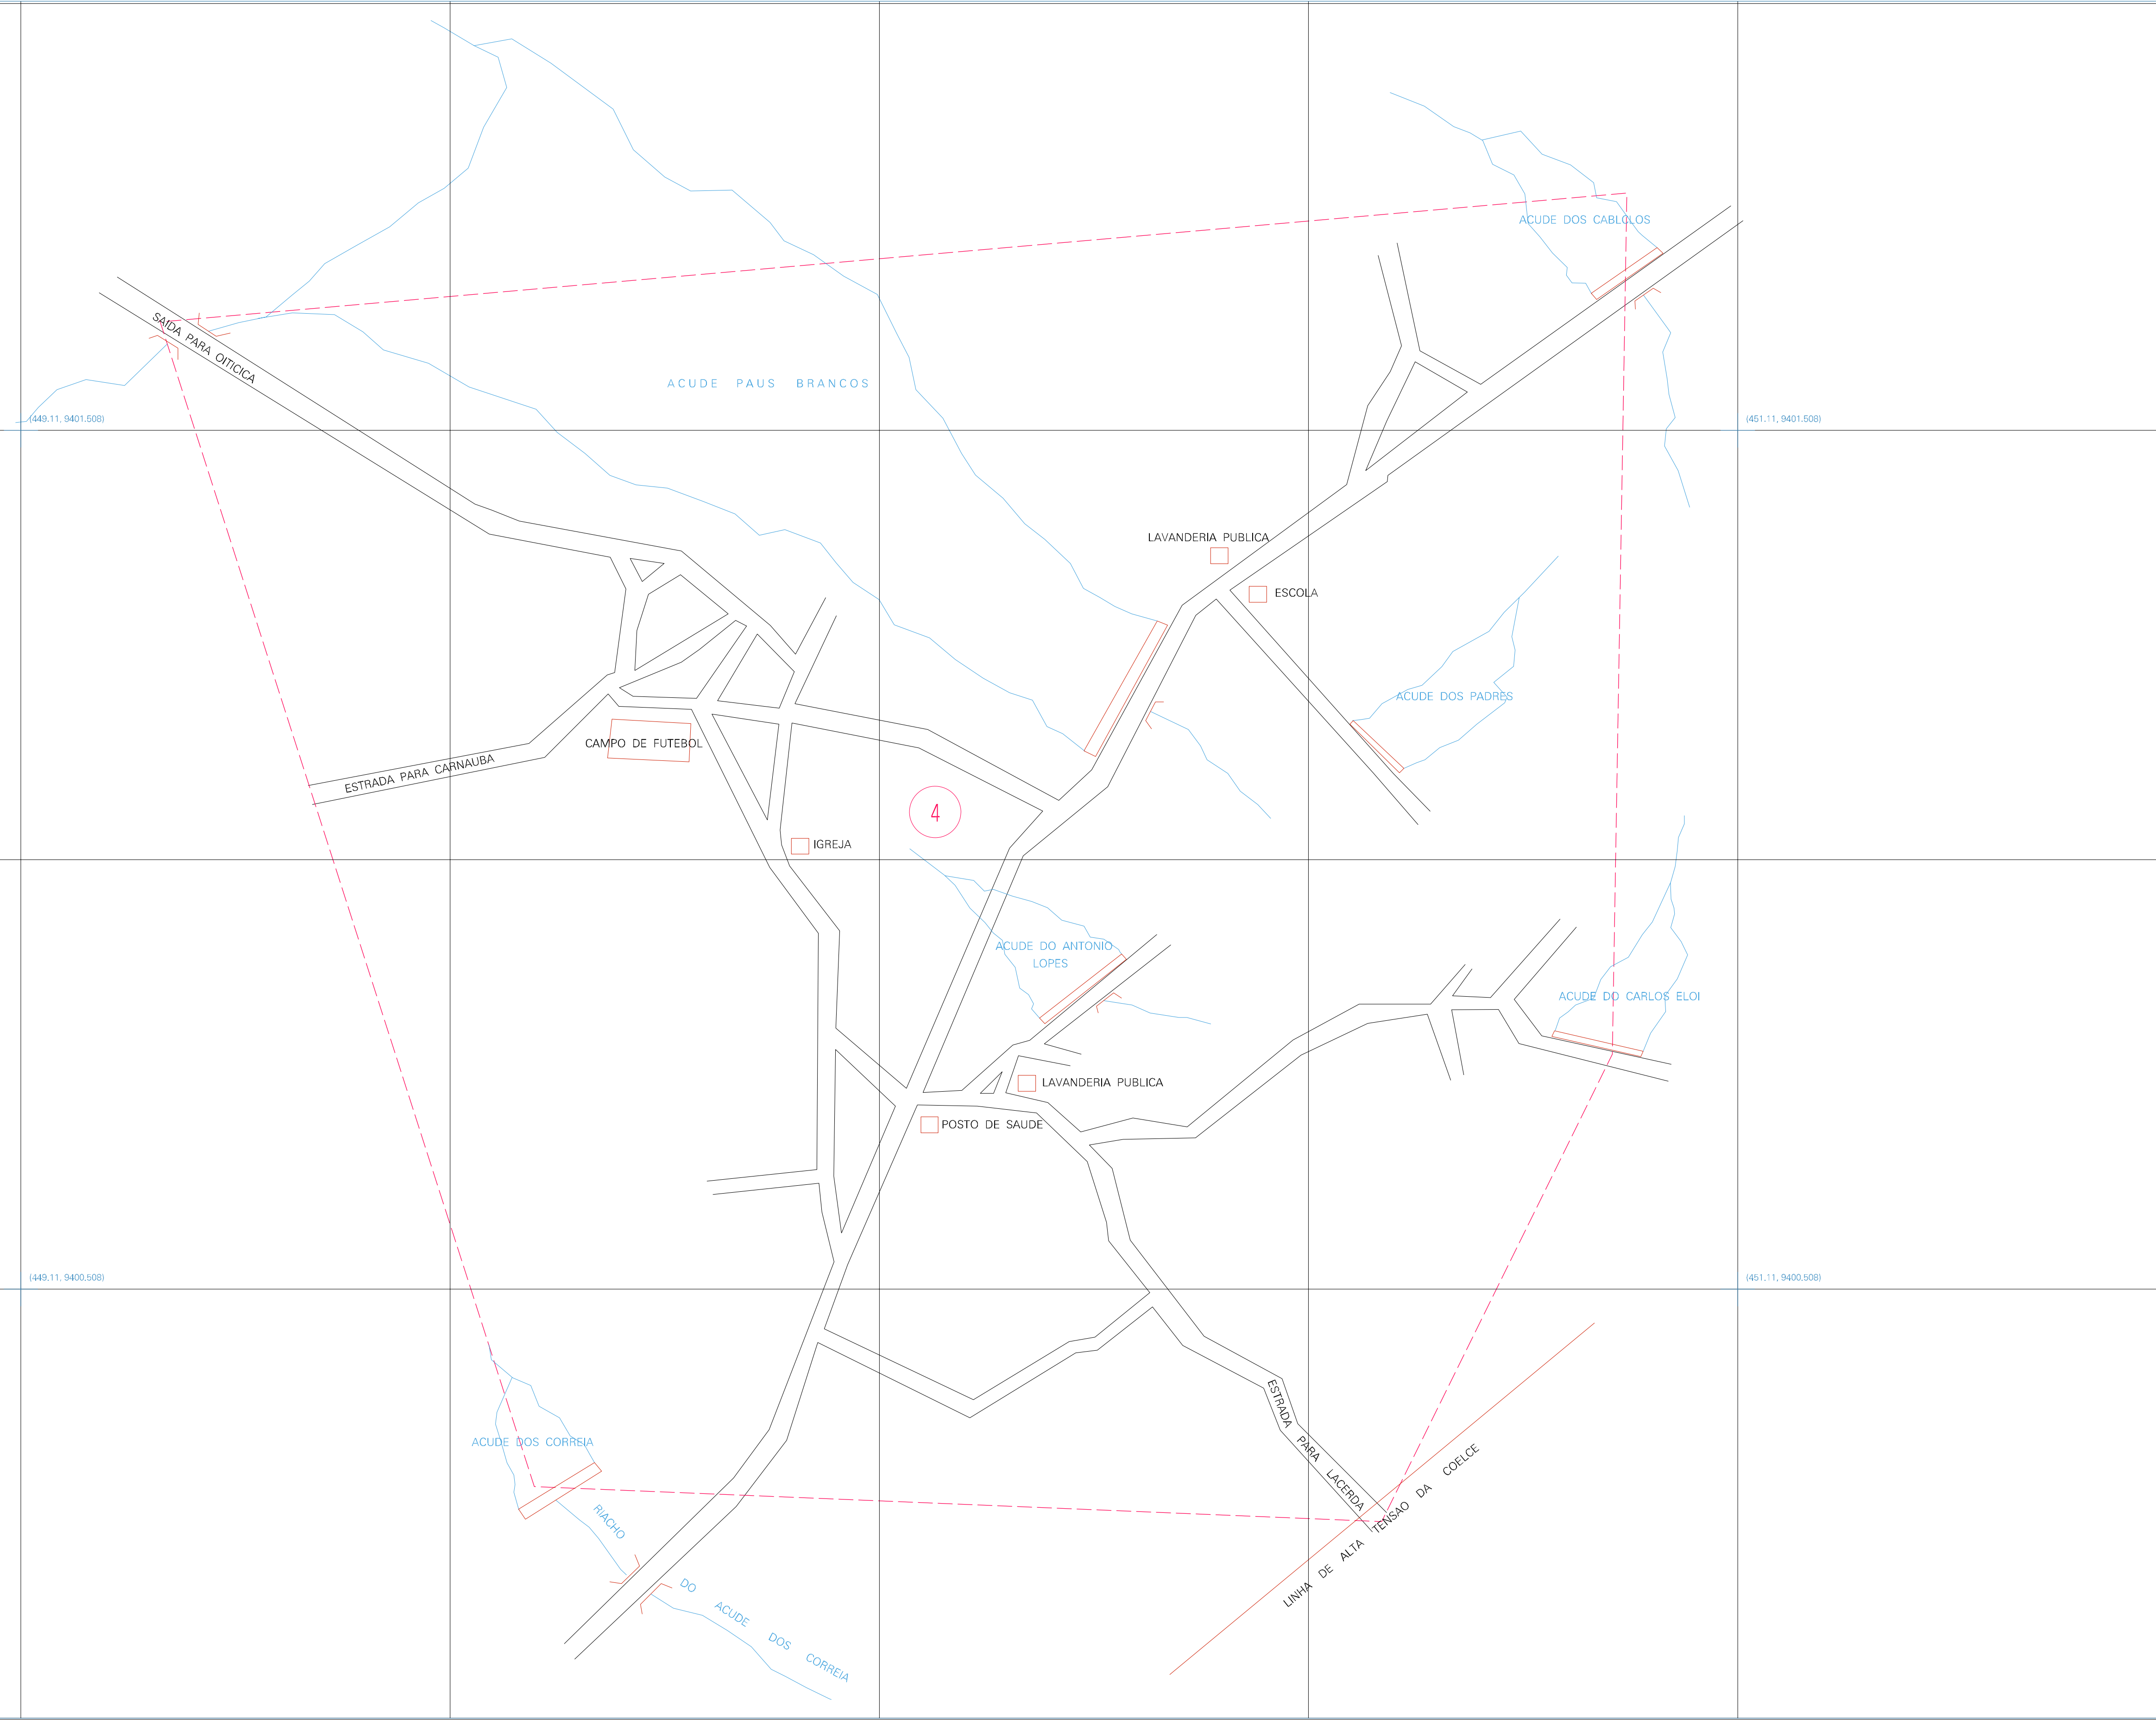 ACUDE DOS CABLOLOS
SAIDA PARA OITICICA
ACUDE PAUS BRANCOS
(449.11, 9401.508)
(451.11, 9401.508)
LAVANDERIA PUBLICA
ESCOLA
ACUDE DOS PADRES
CAMPO DE FUTEBOL
ESTRADA PARA CARNAUBA
4
IGREJA
ACUDE DO ANTONIO
LOPES
ACUDE DO CARLOS ELOI
LAVANDERIA PUBLICA
POSTO DE SAUDE
(449.11, 9400.508)
(451.11, 9400.508)
ESTRADA PARA LACERDA
ACUDE DOS CORREIA
LINHA DE ALTA TENSAO DA COELCE
RIACHO DO ACUDE DOS CORREIA